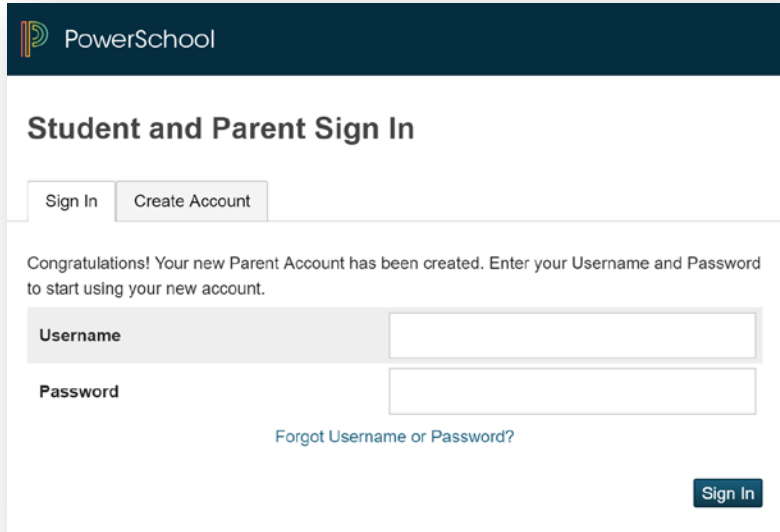 PowerSchool
Student and Parent Sign In
Sign In
Create Account
Congratulations! Your new Parent Account has been created. Enter your Username and Password
to start using your new account.
Username
Password
Forgot Username or Password?
Sign In